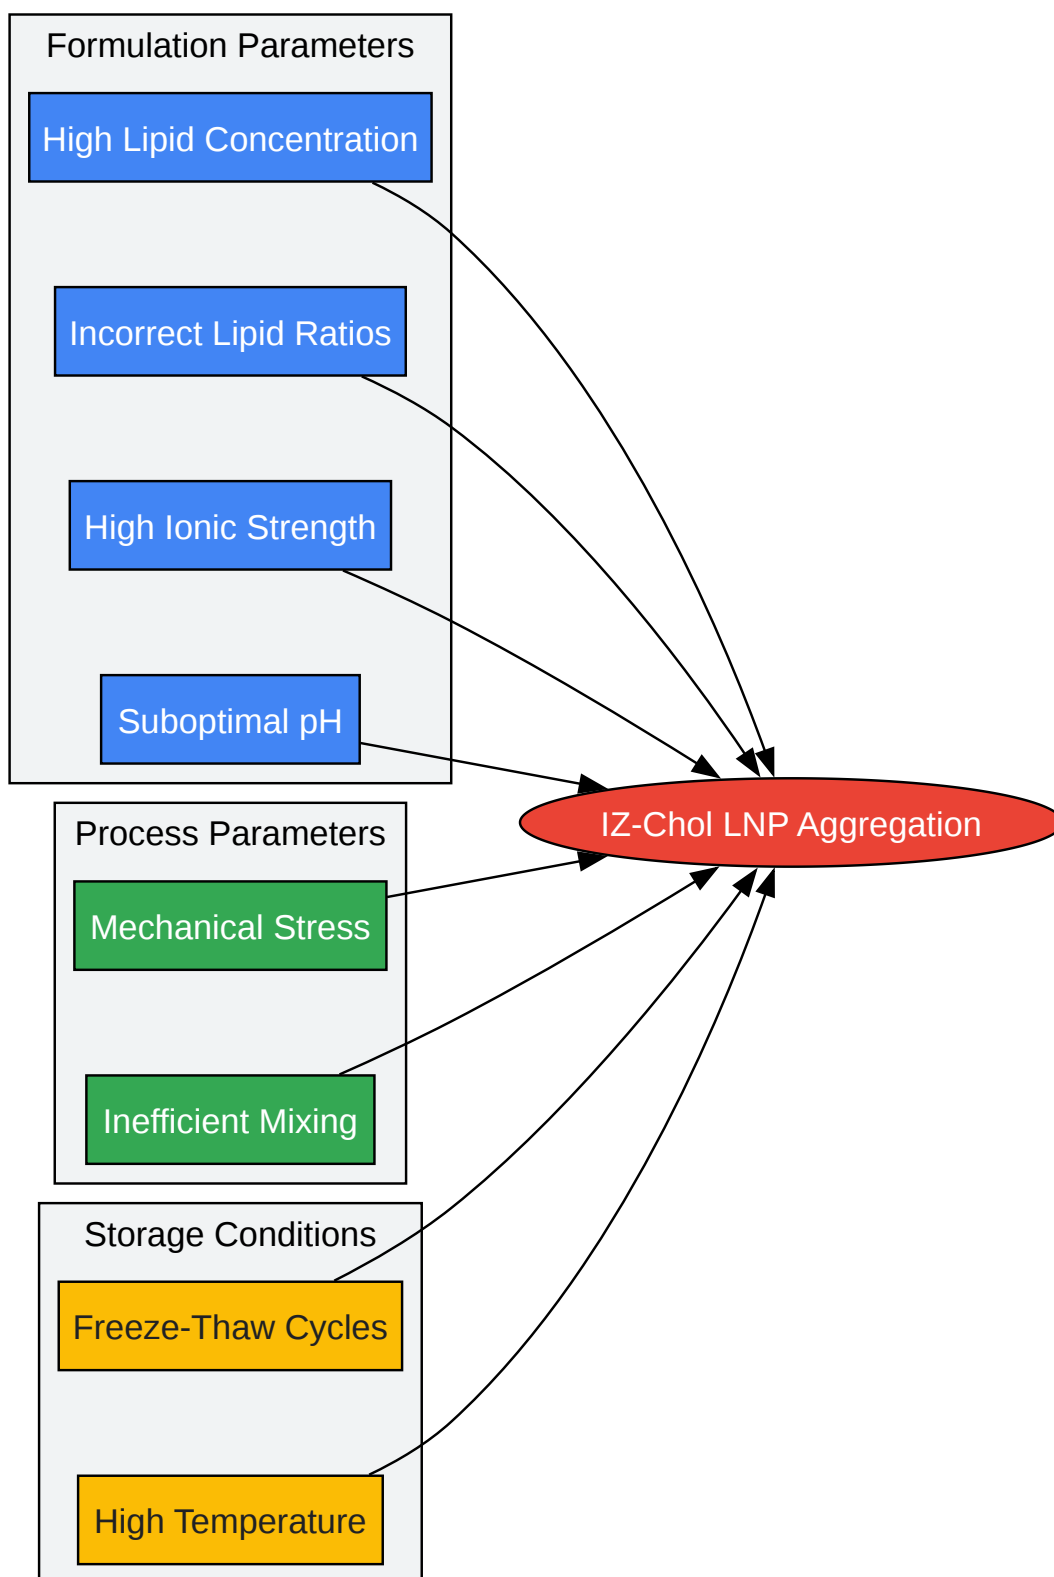 Formulation Parameters
High Lipid Concentration
Incorrect Lipid Ratios
High Ionic Strength
Suboptimal pH
IZ-Chol LNP Aggregation
Process Parameters
Mechanical Stress
Inefficient Mixing
Storage Conditions
Freeze-Thaw Cycles
High Temperature